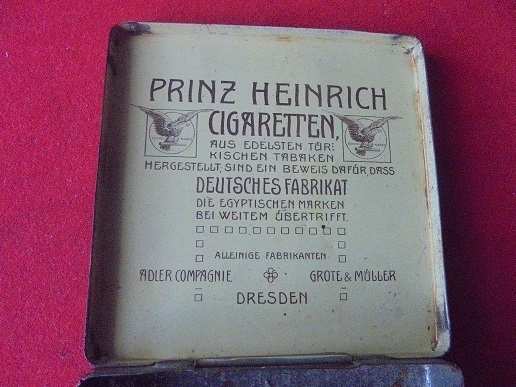 PRINZ HEINRICH
CIGARETTEN,
AUS EDELSTEN TÜR=
KISCHEN TABAKEN
HERGESTELLT, SIND EIN BEWEIS DAFÜR, DASS
DEUTSCHES FABRIKAT
DIE EGYPTISCHEN MARKEN
BEI WEITEM ÜBERTRIFFT.
ALLEINIGE FABRIKANTEN
ADLER COMPAGNIE GROTE & MÜLLER
DRESDEN